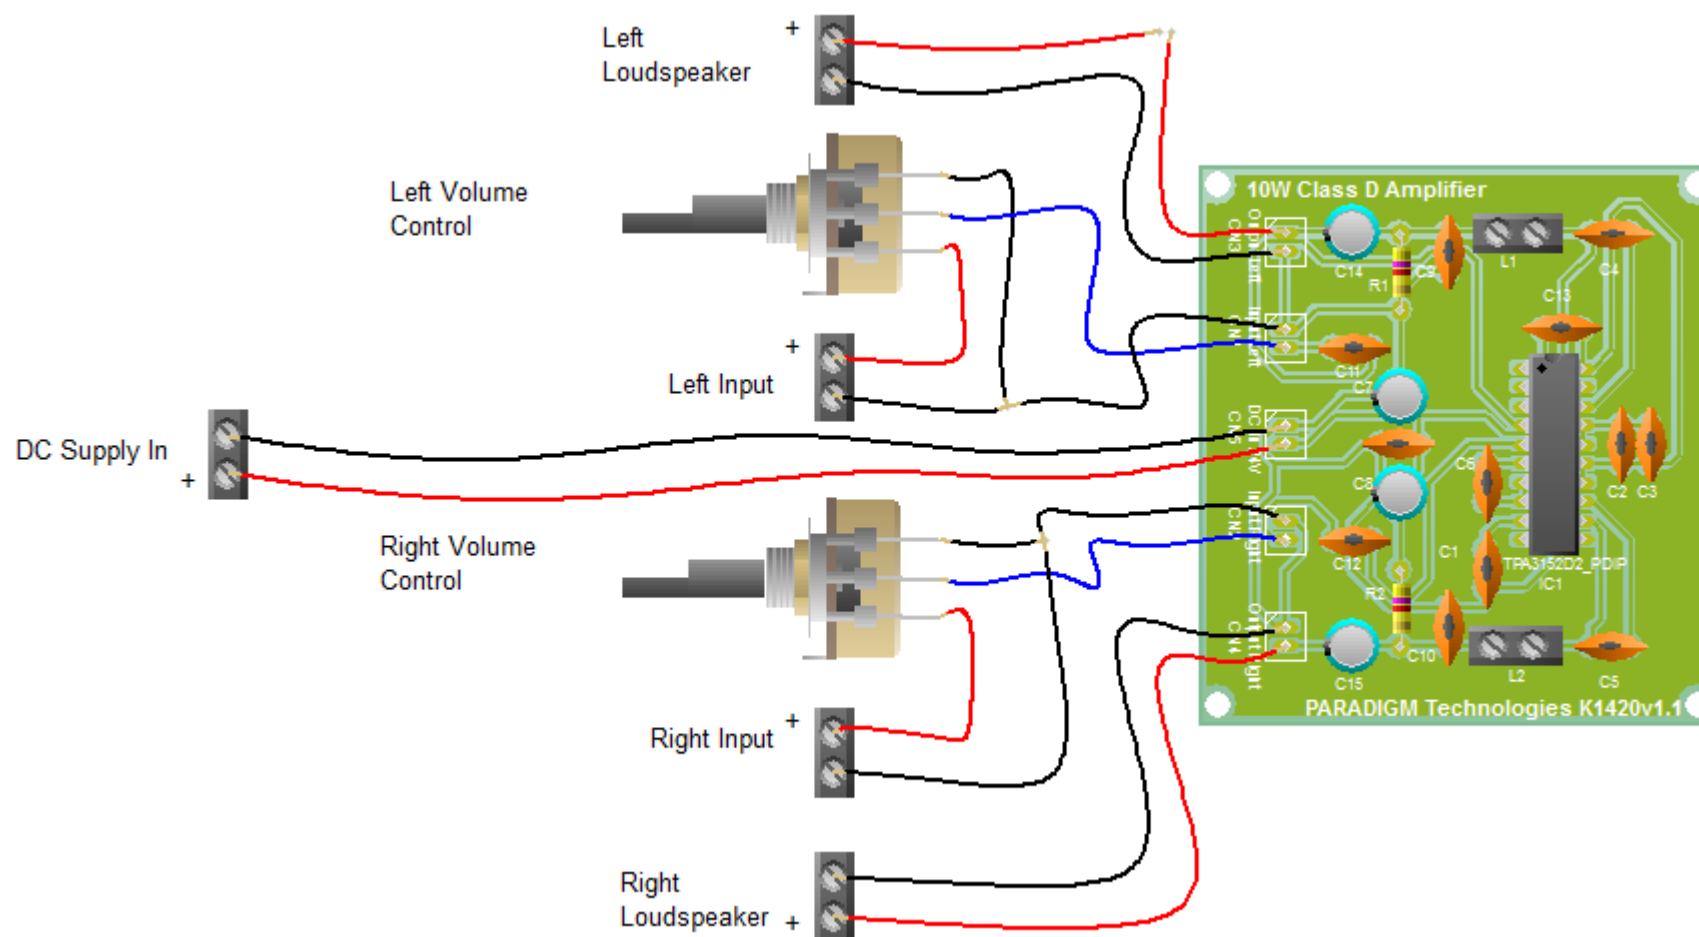 Left
Loudspeaker
+
Left Volume
Control
+
Left Input
DC Supply In
+
Right Volume
Control
+
Right Input
Right
Loudspeaker
+
10W Class D Amplifier
CN3
C14
R1
C9
L1
C4
C13
C11
C7
C8
C6
C2
C3
C12
C1
TPA3152D2_PDIP
IC1
R2
C10
C15
L2
C5
CN4
PARADIGM Technologies K1420v1.1